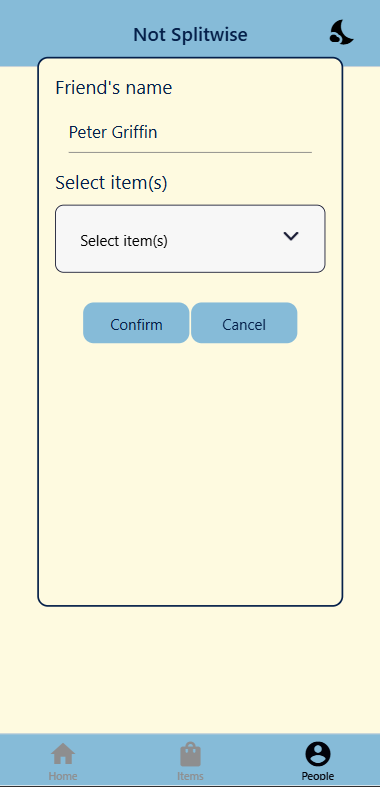 Not Splitwise
Friend's name
Peter Griffin
Select item(s)
Select item(s)
Confirm Cancel
Home Items People